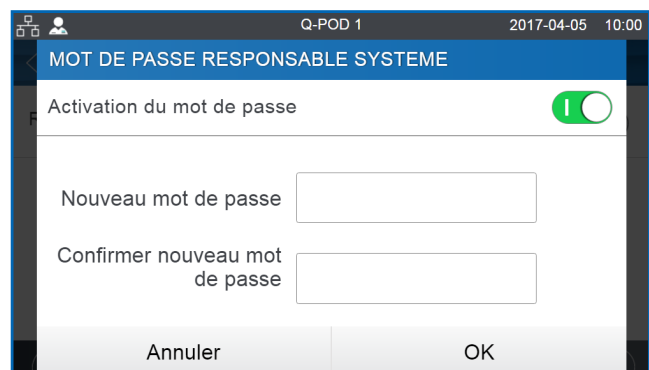 Q-POD 1 2017-04-05 10:00
MOT DE PASSE RESPONSABLE SYSTEME
Activation du mot de passe
Nouveau mot de passe
Confirmer nouveau mot
de passe
Annuler OK